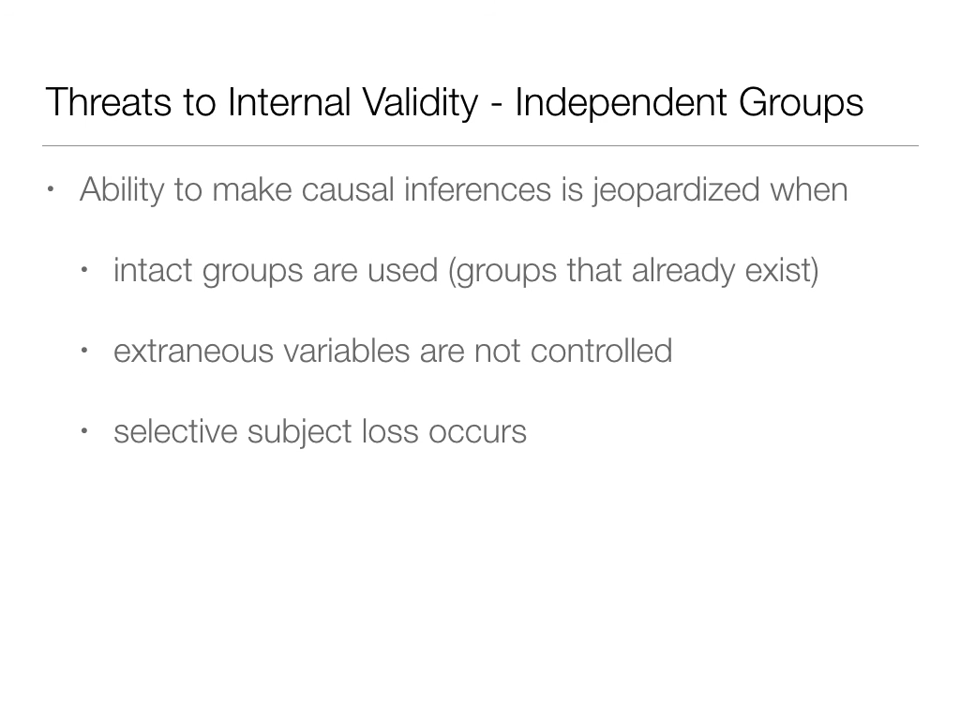 Threats to Internal Validity - Independent Groups
• Ability to make causal inferences is jeopardized when
• intact groups are used (groups that already exist)
• extraneous variables are not controlled
• selective subject loss occurs